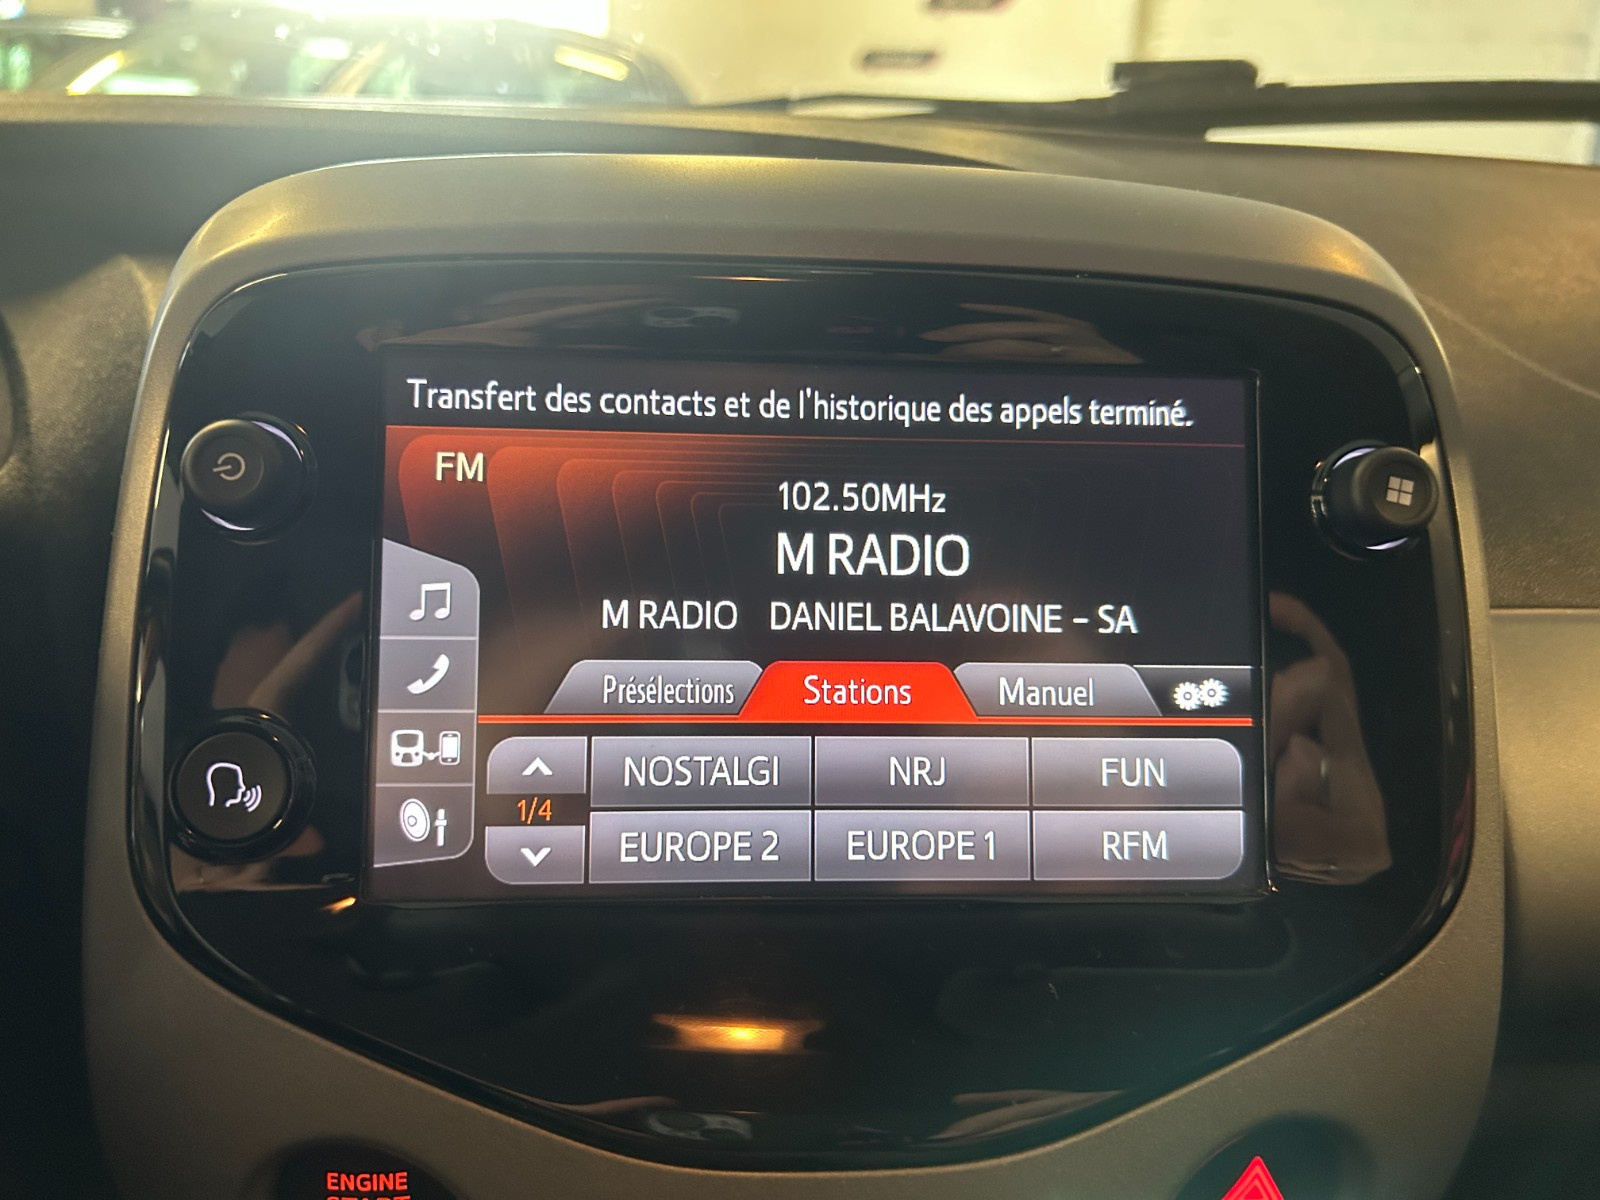 Transfert des contacts et de l'historique des appels terminé.
FM
102.50MHz
M RADIO
M RADIO DANIEL BALAVOINE - SA
Présélections Stations Manuel
NOSTALGI NRJ FUN
1/4
EUROPE 2 EUROPE 1 RFM
ENGINE
START